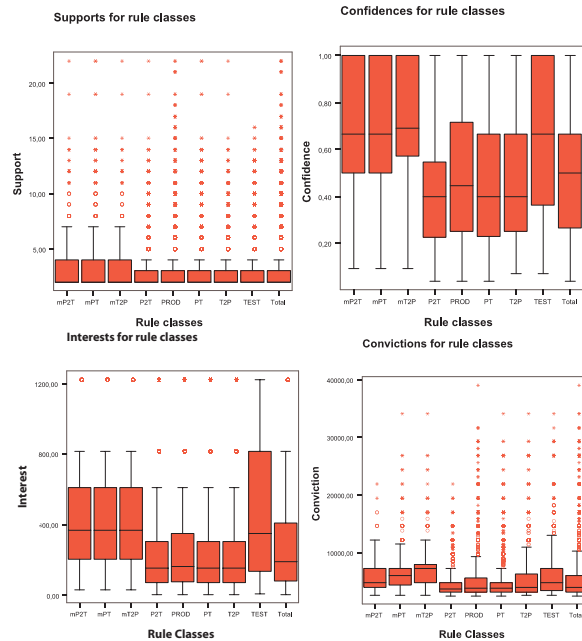 Supports for rule classes
22,00
19,00
15,00
10,00
5,00
Support
mP2T mPT mT2P P2T PROD PT T2P TEST Total
Rule classes
Confidences for rule classes
1,00
0,80
0,60
0,40
0,20
Confidence
mP2T mPT mT2P P2T PROD PT T2P TEST Total
Rule classes
Interests for rule classes
1200,00
800,00
400,00
0,00
Interest
mP2T mPT mT2P P2T PROD PT T2P TEST Total
Rule Classes
Convictions for rule classes
40000,00
30000,00
20000,00
10000,00
Conviction
mP2T mPT mT2P P2T PROD PT T2P TEST Total
Rule classes